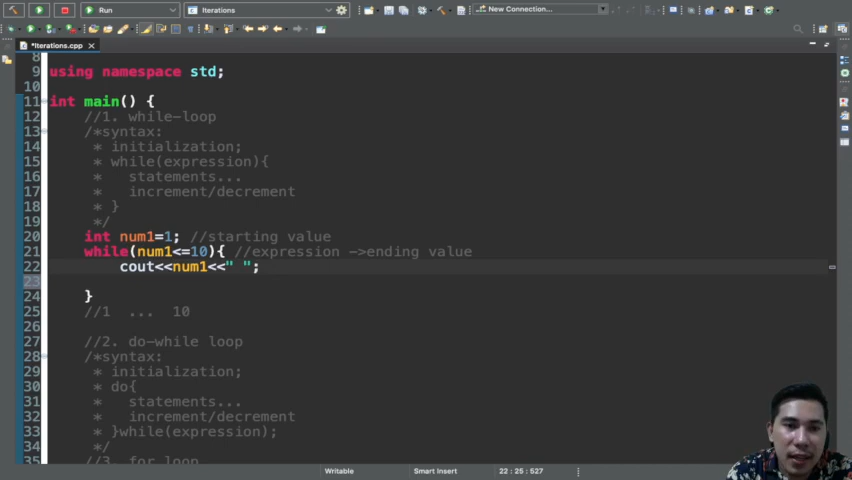 Run
Iterations
New Connection...
*Iterations.cpp
8
9 using namespace std;
10
11 int main() {
12 //1. while-loop
13 /*syntax:
14 * initialization;
15 * while(expression){
16 * statements...
17 * increment/decrement
18 * }
19 */
20 int num1=1; //starting value
21 while(num1<=10){ //expression ->ending value
22 cout<<num1<<" ";
23
24 }
25 //1 ... 10
26
27 //2. do-while loop
28 /*syntax:
29 * initialization;
30 * do{
31 * statements...
32 * increment/decrement
33 * }while(expression);
34 */
35 //3. for loop
Writable
Smart Insert
22 : 25 : 527